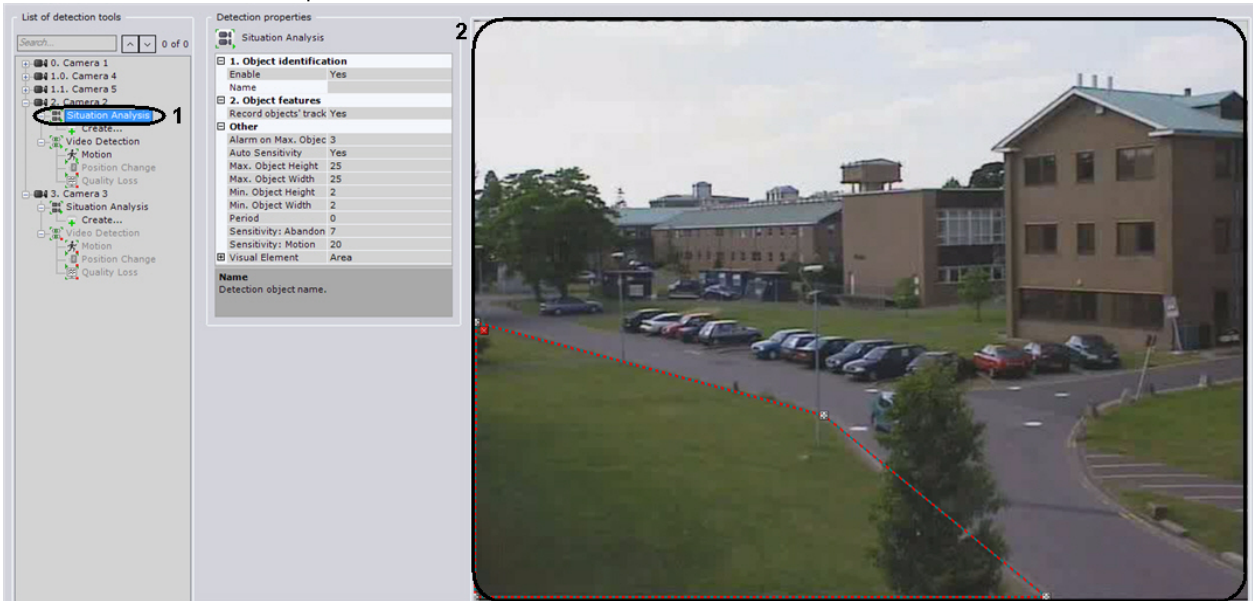 List of detection tools
Search...
0 of 0
0. Camera 1
1.0. Camera 4
1.1. Camera 5
2. Camera 2
Situation Analysis
1
Create...
Video Detection
Motion
Position Change
Quality Loss
3. Camera 3
Situation Analysis
Create...
Video Detection
Motion
Position Change
Quality Loss
Detection properties
Situation Analysis
1. Object identification
Enable Yes
Name
2. Object features
Record objects' track Yes
Other
Alarm on Max. Objec 3
Auto Sensitivity Yes
Max. Object Height 25
Max. Object Width 25
Min. Object Height 2
Min. Object Width 2
Period 0
Sensitivity: Abandon 7
Sensitivity: Motion 20
Visual Element Area
Name
Detection object name.
2